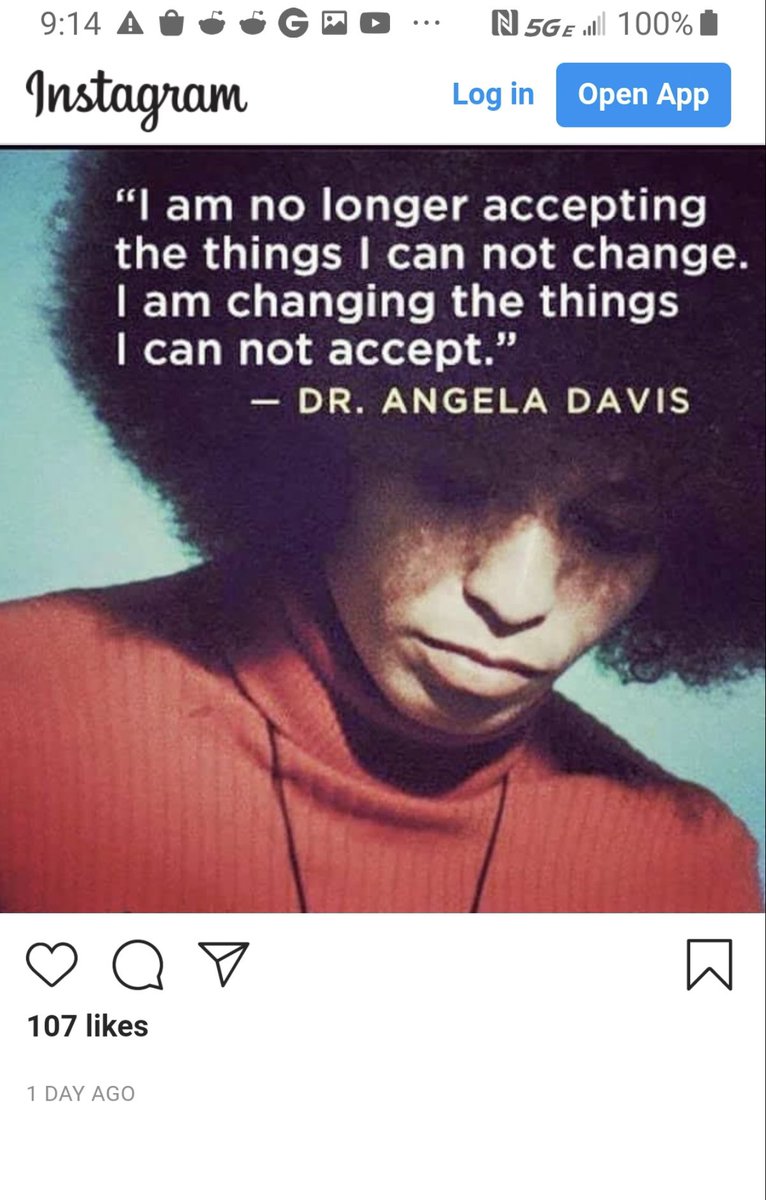 9:14 5GE 100%
Instagram Log in Open App
“I am no longer accepting
the things I can not change.
I am changing the things
I can not accept.”
— DR. ANGELA DAVIS
107 likes
1 DAY AGO